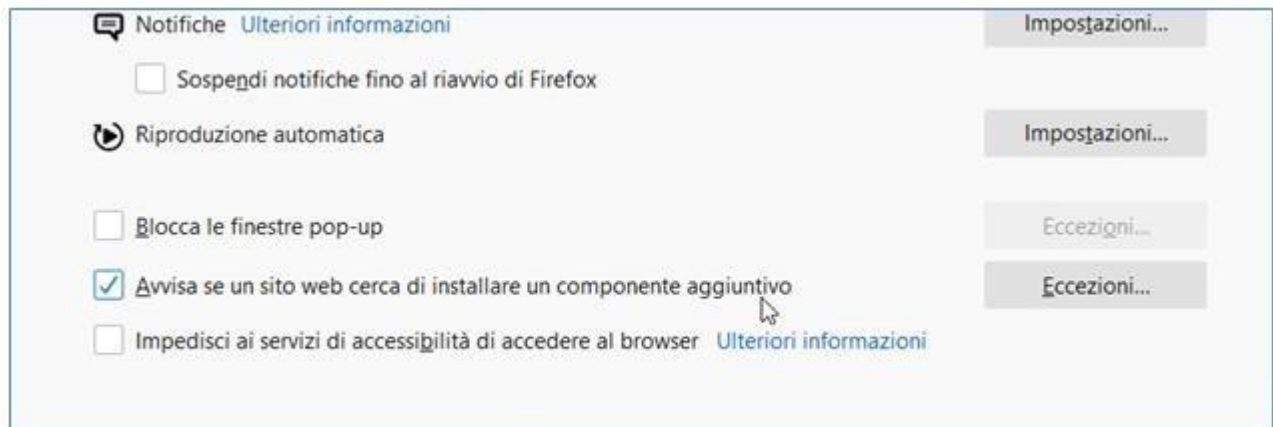 Notifiche Ulteriori informazioni Impostazioni...
Sospendi notifiche fino al riavvio di Firefox
Riproduzione automatica Impostazioni...
Blocca le finestre pop-up Eccezioni...
Avvisa se un sito web cerca di installare un componente aggiuntivo Eccezioni...
Impedisci ai servizi di accessibilità di accedere al browser Ulteriori informazioni